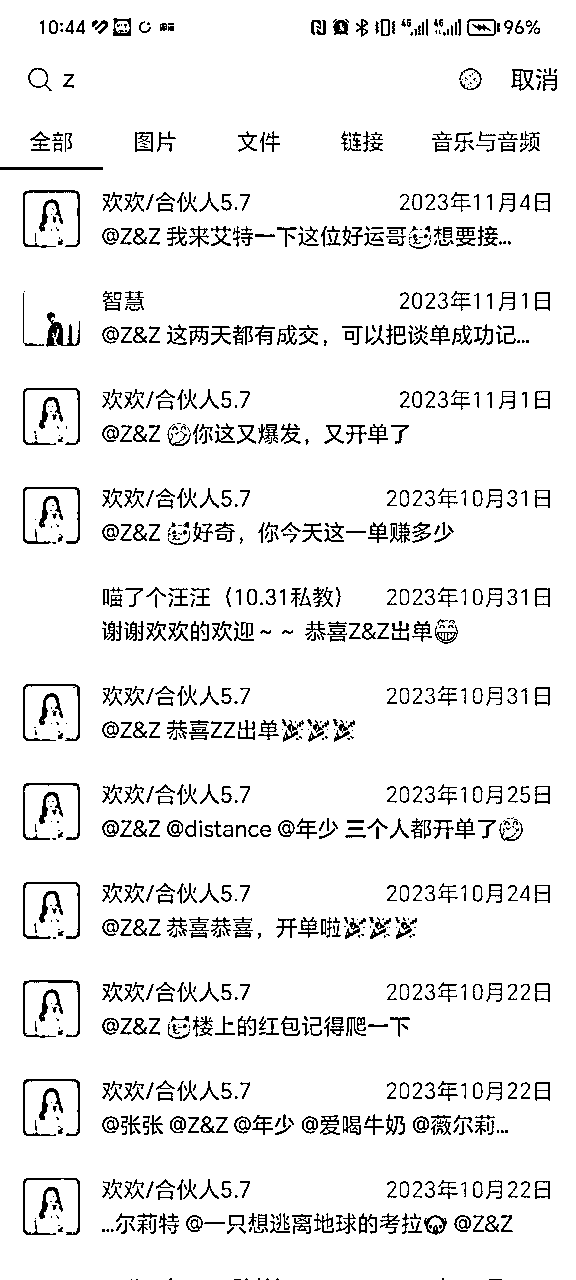 10:44 96%
z 取消
全部 图片 文件 链接 音乐与音频
欢欢/合伙人5.7 2023年11月4日
@Z&Z 我来艾特一下这位好运哥想要接...
智慧 2023年11月1日
@Z&Z 这两天都有成交，可以把谈单成功记...
欢欢/合伙人5.7 2023年11月1日
@Z&Z 你这又爆发，又开单了
欢欢/合伙人5.7 2023年10月31日
@Z&Z 好奇，你今天这一单赚多少
喵了个汪汪（10.31私教） 2023年10月31日
谢谢欢欢的欢迎～～ 恭喜Z&Z出单😁
欢欢/合伙人5.7 2023年10月31日
@Z&Z 恭喜ZZ出单🎉🎉🎉
欢欢/合伙人5.7 2023年10月25日
@Z&Z @distance @年少 三个人都开单了
欢欢/合伙人5.7 2023年10月24日
@Z&Z 恭喜恭喜，开单啦🎉🎉🎉
欢欢/合伙人5.7 2023年10月22日
@Z&Z 楼上的红包记得爬一下
欢欢/合伙人5.7 2023年10月22日
@张张 @Z&Z @年少 @爱喝牛奶 @薇尔莉...
欢欢/合伙人5.7 2023年10月22日
...尔莉特 @一只想逃离地球的考拉 @Z&Z